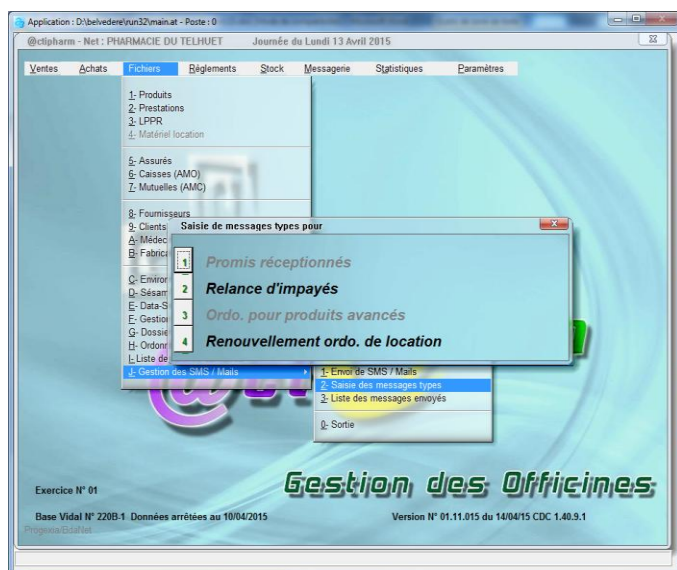 Application : D:\belvedere\run32\main.at - Poste : 0
@ctipharm - Net : PHARMACIE DU TELHUET Journée du Lundi 13 Avril 2015
Ventes Achats Fichiers Règlements Stock Messagerie Statistiques Paramètres
1- Produits
2- Prestations
3- LPPR
4- Matériel location
5- Assurés
6- Caisses (AMO)
7- Mutuelles (AMC)
8- Fournisseurs
9- Clients
A- Médec
B- Fabrica
C- Environ
D- Sésam
E- Data-S
F- Gestion
G- Dossie
H- Ordonn
I- Liste de
J- Gestion des SMS / Mails
Saisie de messages types pour
1 Promis réceptionnés
2 Relance d'impayés
3 Ordo. pour produits avancés
4 Renouvellement ordo. de location
1- Envoi de SMS / Mails
2- Saisie des messages types
3- Liste des messages envoyés
0- Sortie
Gestion des Officines
Exercice N° 01
Base Vidal N° 220B-1 Données arrêtées au 10/04/2015 Version N° 01.11.015 du 14/04/15 CDC 1.40.9.1